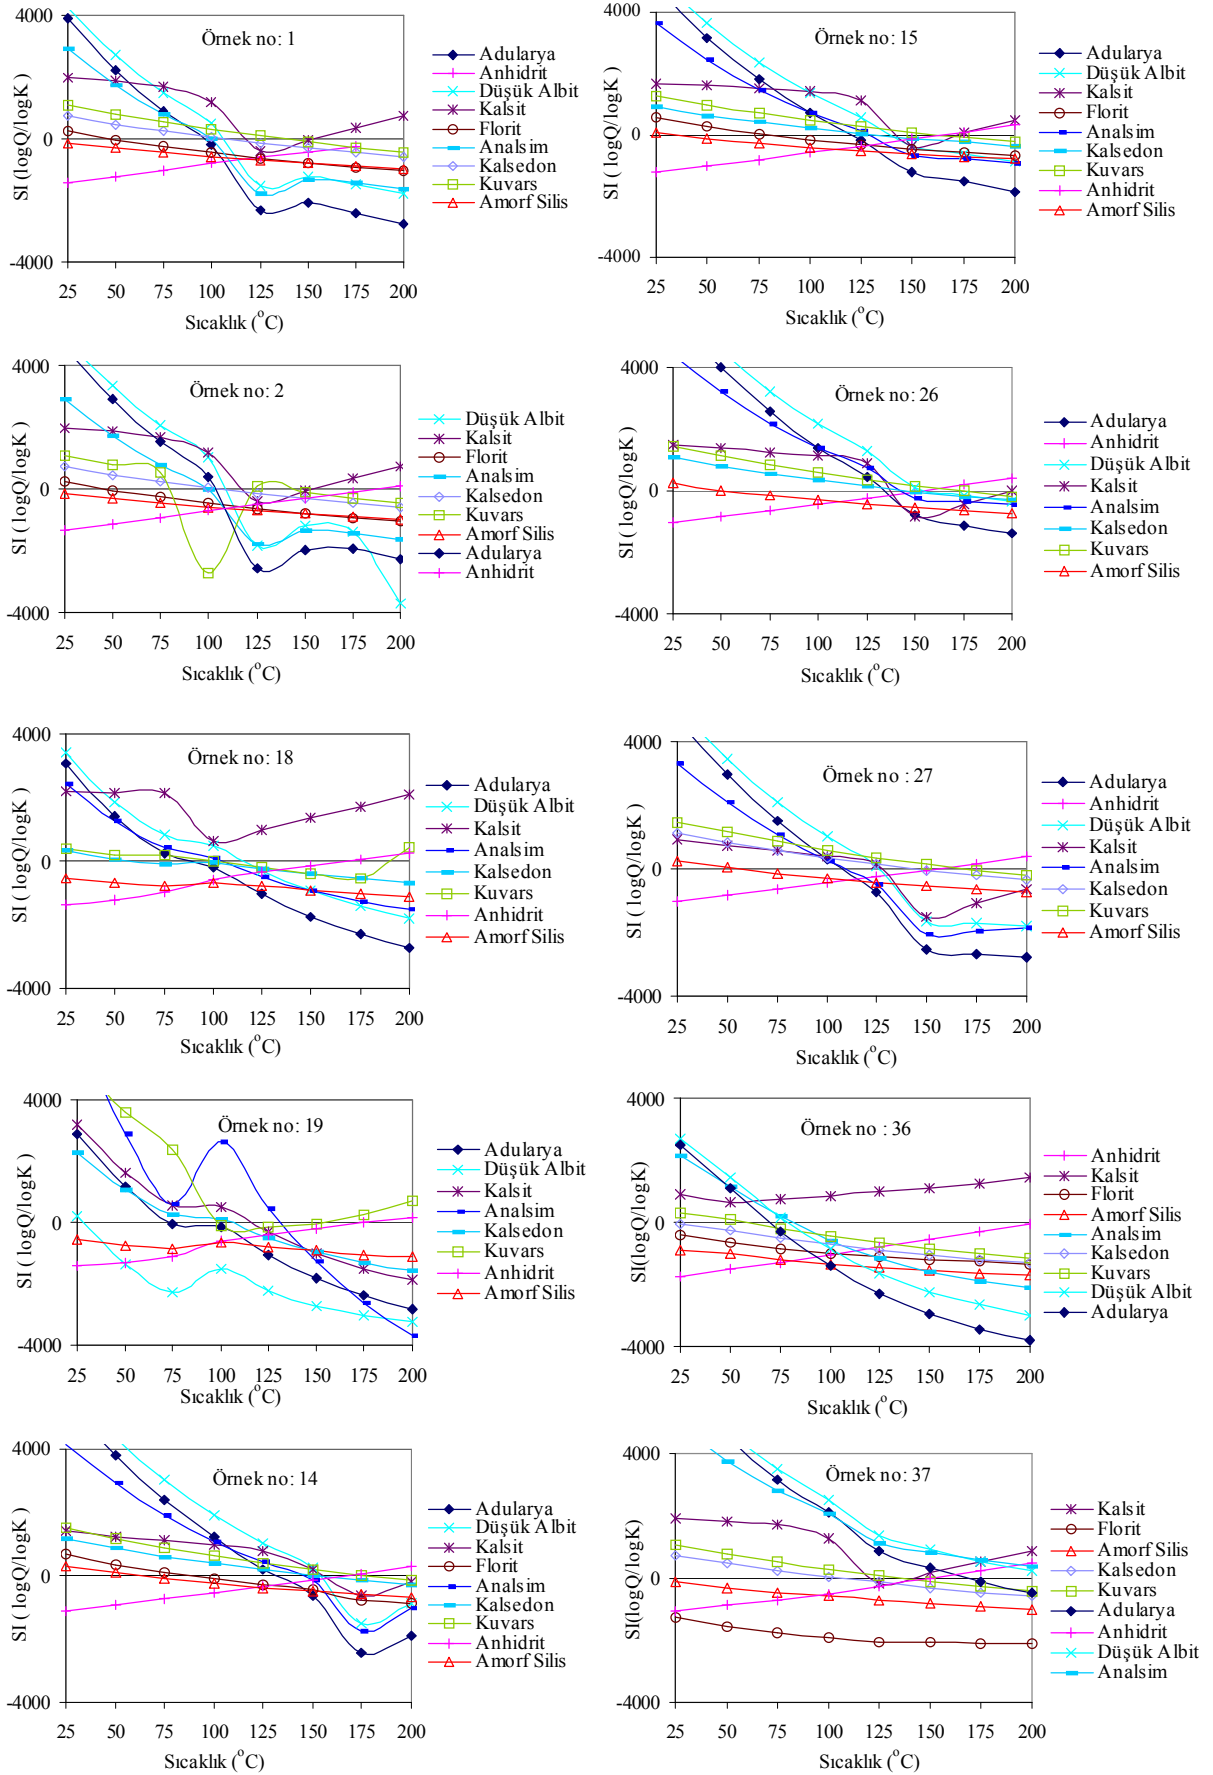 Örnek no: 1
SI ( logQ/logK )
4000
0
-4000
25 50 75 100 125 150 175 200
Sıcaklık (°C)
Adularya
Anhidrit
Düşük Albit
Kalsit
Florit
Analsim
Kalsedon
Kuvars
Amorf Silis
Örnek no: 15
SI ( logQ/logK )
4000
0
-4000
25 50 75 100 125 150 175 200
Sıcaklık (°C)
Adularya
Düşük Albit
Kalsit
Florit
Analsim
Kalsedon
Kuvars
Anhidrit
Amorf Silis
Örnek no: 2
SI ( logQ/logK )
4000
0
-4000
25 50 75 100 125 150 175 200
Sıcaklık (°C)
Düşük Albit
Kalsit
Florit
Analsim
Kalsedon
Kuvars
Amorf Silis
Adularya
Anhidrit
Örnek no: 26
SI ( logQ/logK )
4000
0
-4000
25 50 75 100 125 150 175 200
Sıcaklık (°C)
Adularya
Anhidrit
Düşük Albit
Kalsit
Analsim
Kalsedon
Kuvars
Amorf Silis
Örnek no: 18
SI ( logQ/logK )
4000
0
-4000
25 50 75 100 125 150 175 200
Sıcaklık (°C)
Adularya
Düşük Albit
Kalsit
Analsim
Kalsedon
Kuvars
Anhidrit
Amorf Silis
Örnek no : 27
SI ( logQ/logK )
4000
0
-4000
25 50 75 100 125 150 175 200
Sıcaklık (°C)
Adularya
Anhidrit
Düşük Albit
Kalsit
Analsim
Kalsedon
Kuvars
Amorf Silis
Örnek no: 19
SI ( logQ/logK )
4000
0
-4000
25 50 75 100 125 150 175 200
Sıcaklık (°C)
Adularya
Düşük Albit
Kalsit
Analsim
Kalsedon
Kuvars
Anhidrit
Amorf Silis
Örnek no : 36
SI(logQ/logK)
4000
0
-4000
25 50 75 100 125 150 175 200
Sıcaklık (°C)
Anhidrit
Kalsit
Florit
Amorf Silis
Analsim
Kalsedon
Kuvars
Düşük Albit
Adularya
Örnek no: 14
SI ( logQ/logK )
4000
0
-4000
25 50 75 100 125 150 175 200
Sıcaklık (°C)
Adularya
Düşük Albit
Kalsit
Florit
Analsim
Kalsedon
Kuvars
Anhidrit
Amorf Silis
Örnek no: 37
SI(logQ/logK)
4000
0
-4000
25 50 75 100 125 150 175 200
Sıcaklık (°C)
Kalsit
Florit
Amorf Silis
Kalsedon
Kuvars
Adularya
Anhidrit
Düşük Albit
Analsim